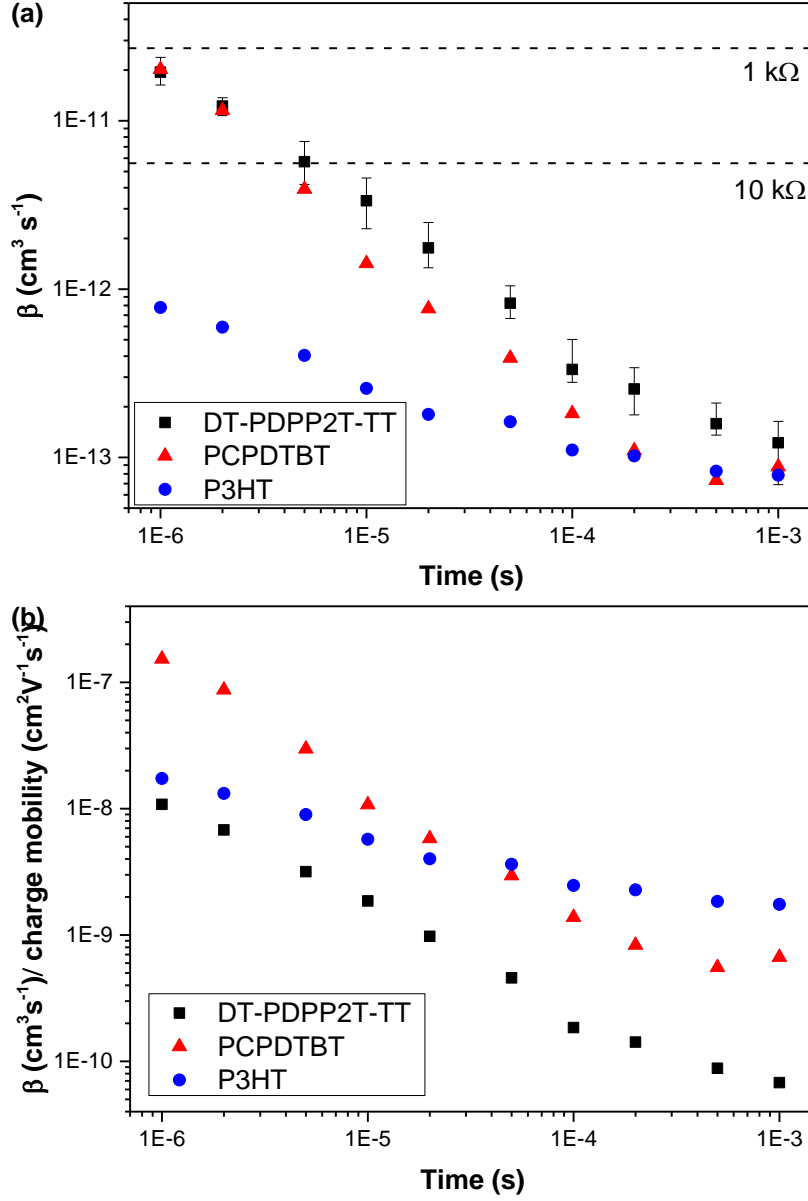 (a)
1 kΩ
10 kΩ
1E-11
1E-12
1E-13
β (cm³ s⁻¹)
DT-PDPP2T-TT
PCPDTBT
P3HT
1E-6 1E-5 1E-4 1E-3
Time (s)
(b)
1E-7
1E-8
1E-9
1E-10
β (cm³s⁻¹)/ charge mobility (cm²V⁻¹s⁻¹)
DT-PDPP2T-TT
PCPDTBT
P3HT
1E-6 1E-5 1E-4 1E-3
Time (s)